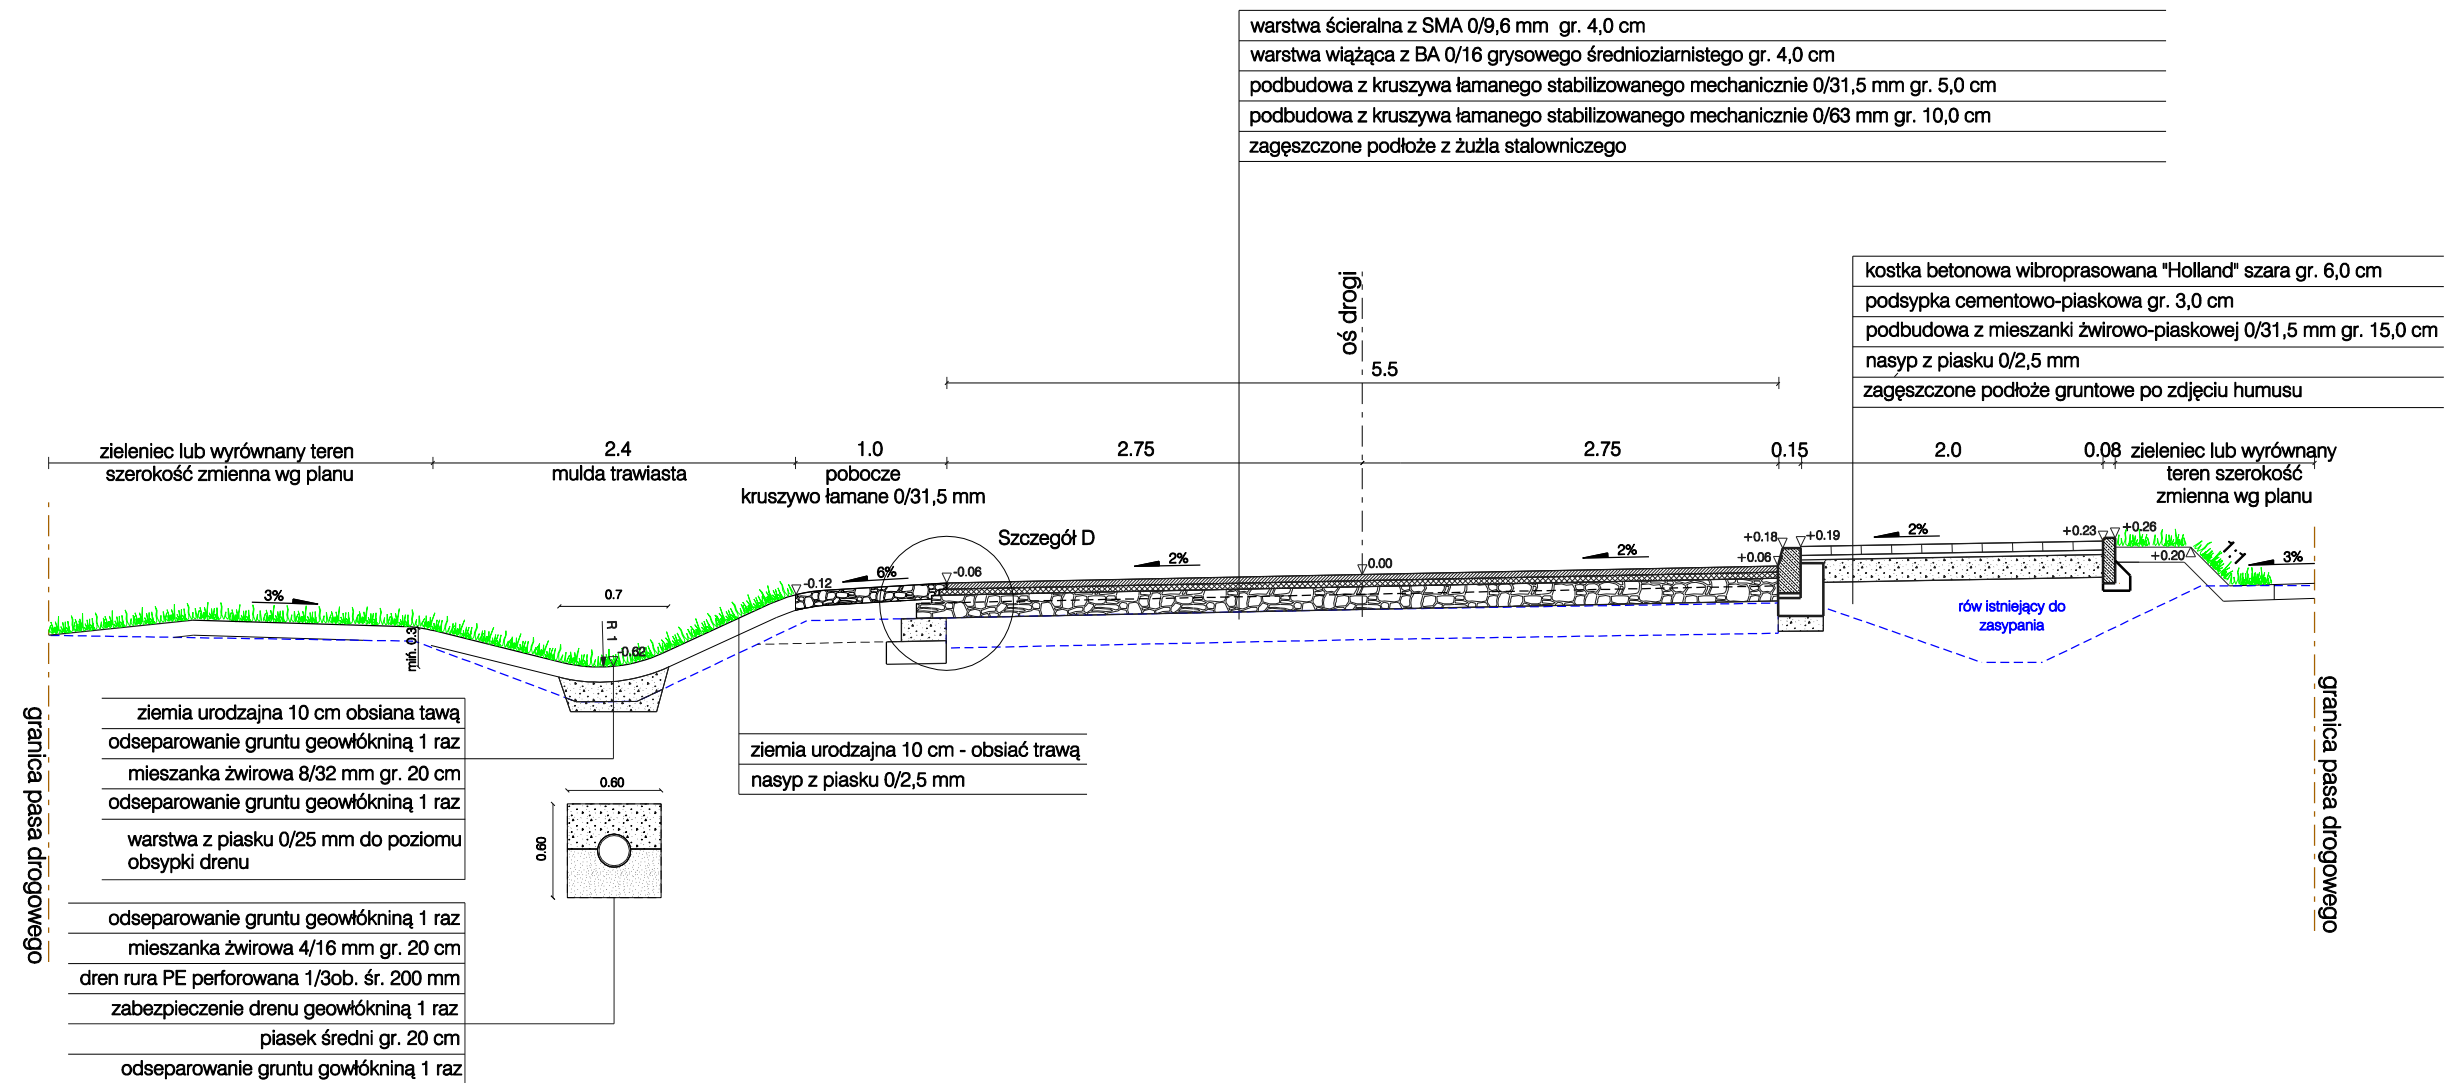 warstwa ścieralna z SMA 0/9,6 mm  gr. 4,0 cm
warstwa wiążąca z BA 0/16 grysowego średnioziarnistego gr. 4,0 cm
podbudowa z kruszywa łamanego stabilizowanego mechanicznie 0/31,5 mm gr. 5,0 cm
podbudowa z kruszywa łamanego stabilizowanego mechanicznie 0/63 mm gr. 10,0 cm
zagęszczone podłoże z żużla stalowniczego
kostka betonowa wibroprasowana "Holland" szara gr. 6,0 cm
podsypka cementowo-piaskowa gr. 3,0 cm
podbudowa z mieszanki żwirowo-piaskowej 0/31,5 mm gr. 15,0 cm
nasyp z piasku 0/2,5 mm
zagęszczone podłoże gruntowe po zdjęciu humusu
oś drogi
5.5
zieleniec lub wyrównany teren
szerokość zmienna wg planu
2.4
mulda trawiasta
1.0
pobocze
kruszywo łamane 0/31,5 mm
2.75
2.75
0.15
2.0
0.08
zieleniec lub wyrównany
teren szerokość
zmienna wg planu
Szczegół D
3%
min. 0.3
0.7
R 1
-0.62
-0.12
6%
-0.06
2%
0.00
2%
+0.18
+0.06
+0.19
2%
+0.23
+0.26
+0.20
1:1
3%
rów istniejący do
zasypania
granica pasa drogowego
granica pasa drogowego
ziemia urodzajna 10 cm obsiana tawą
odseparowanie gruntu geowłókniną 1 raz
mieszanka żwirowa 8/32 mm gr. 20 cm
odseparowanie gruntu geowłókniną 1 raz
warstwa z piasku 0/25 mm do poziomu
obsypki drenu
ziemia urodzajna 10 cm - obsiać trawą
nasyp z piasku 0/2,5 mm
0.60
0.60
odseparowanie gruntu geowłókniną 1 raz
mieszanka żwirowa 4/16 mm gr. 20 cm
dren rura PE perforowana 1/3ob. śr. 200 mm
zabezpieczenie drenu geowłókniną 1 raz
piasek średni gr. 20 cm
odseparowanie gruntu gowłókniną 1 raz